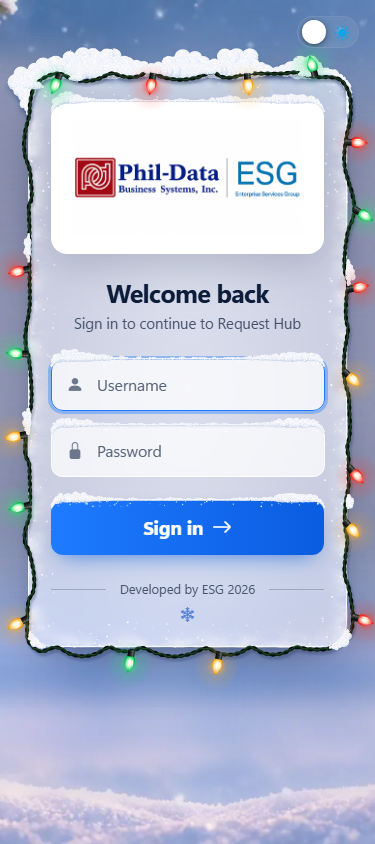 Phil-Data
Business Systems, Inc.
ESG
Enterprise Services Group
Welcome back
Sign in to continue to Request Hub
Username
Password
Sign in →
Developed by ESG 2026